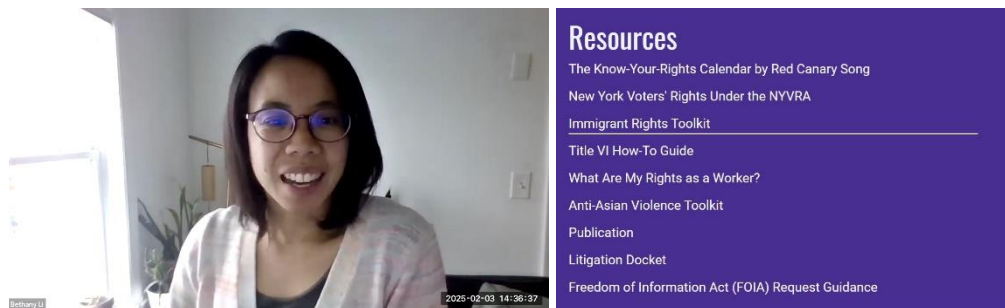 Bethany Li
2025-02-03 14:36:37
Resources
The Know-Your-Rights Calendar by Red Canary Song
New York Voters' Rights Under the NYVRA
Immigrant Rights Toolkit
Title VI How-To Guide
What Are My Rights as a Worker?
Anti-Asian Violence Toolkit
Publication
Litigation Docket
Freedom of Information Act (FOIA) Request Guidance